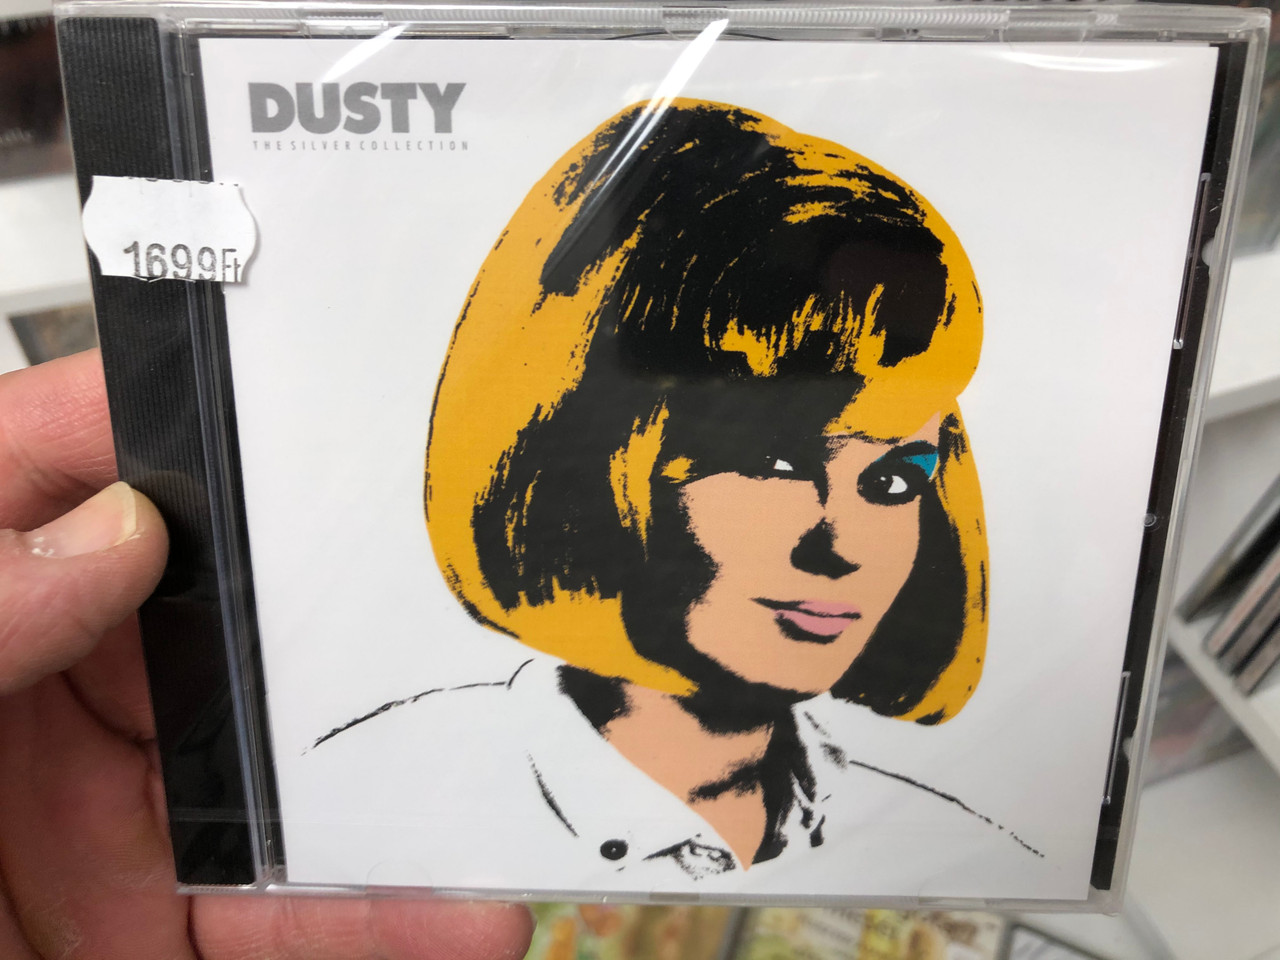 DUSTY
THE SILVER COLLECTION
1699Ft